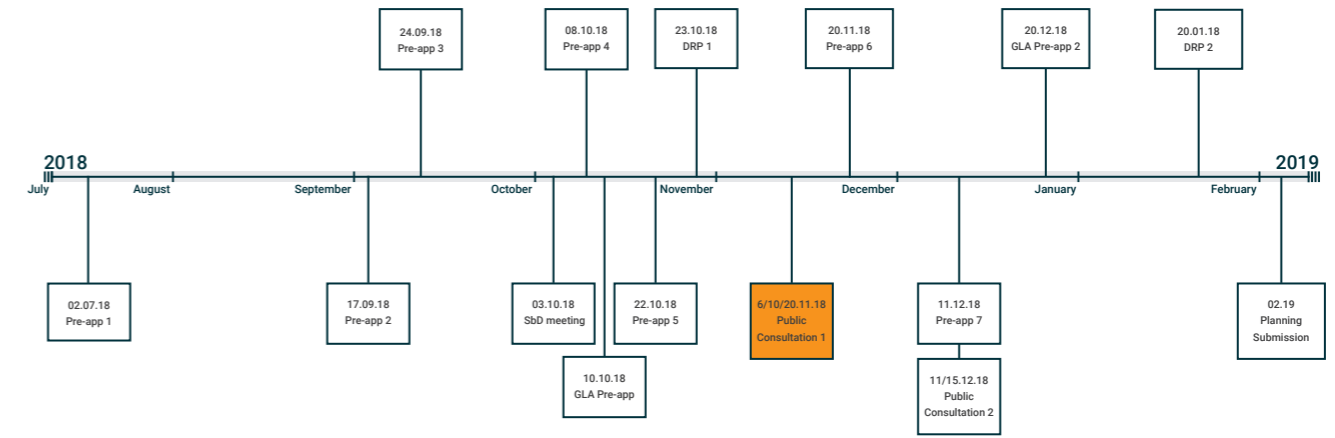 24.09.18
Pre-app 3
08.10.18
Pre-app 4
23.10.18
DRP 1
20.11.18
Pre-app 6
20.12.18
GLA Pre-app 2
20.01.18
DRP 2
2018
2019
July
August
September
October
November
December
January
February
02.07.18
Pre-app 1
17.09.18
Pre-app 2
03.10.18
SbD meeting
10.10.18
GLA Pre-app
22.10.18
Pre-app 5
6/10/20.11.18
Public
Consultation 1
11.12.18
Pre-app 7
11/15.12.18
Public
Consultation 2
02.19
Planning
Submission